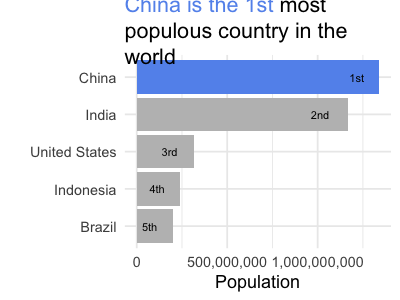 China is the 1st most
populous country in the
world
China
1st
India
2nd
United States
3rd
Indonesia
4th
Brazil
5th
0 500,000,000 1,000,000,000
Population